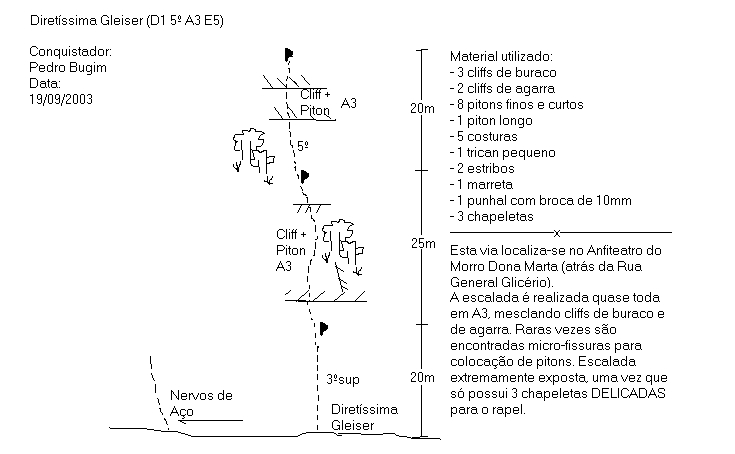 Diretíssima Gleiser (D1 5º A3 E5)
Conquistador:
Pedro Bugim
Data:
19/09/2003
Cliff +
Piton
A3
5º
Cliff +
Piton
A3
3ºsup
Nervos de
Aço
Diretíssima
Gleiser
20m
25m
20m
Material utilizado:
- 3 cliffs de buraco
- 2 cliffs de agarra
- 8 pitons finos e curtos
- 1 piton longo
- 5 costuras
- 1 trican pequeno
- 2 estribos
- 1 marreta
- 1 punhal com broca de 10mm
- 3 chapeletas
x
Esta via localiza-se no Anfiteatro do
Morro Dona Marta (atrás da Rua
General Glicério).
A escalada é realizada quase toda
em A3, mesclando cliffs de buraco e
de agarra. Raras vezes são
encontradas micro-fissuras para
colocação de pitons. Escalada
extremamente exposta, uma vez que
só possui 3 chapeletas DELICADAS
para o rapel.